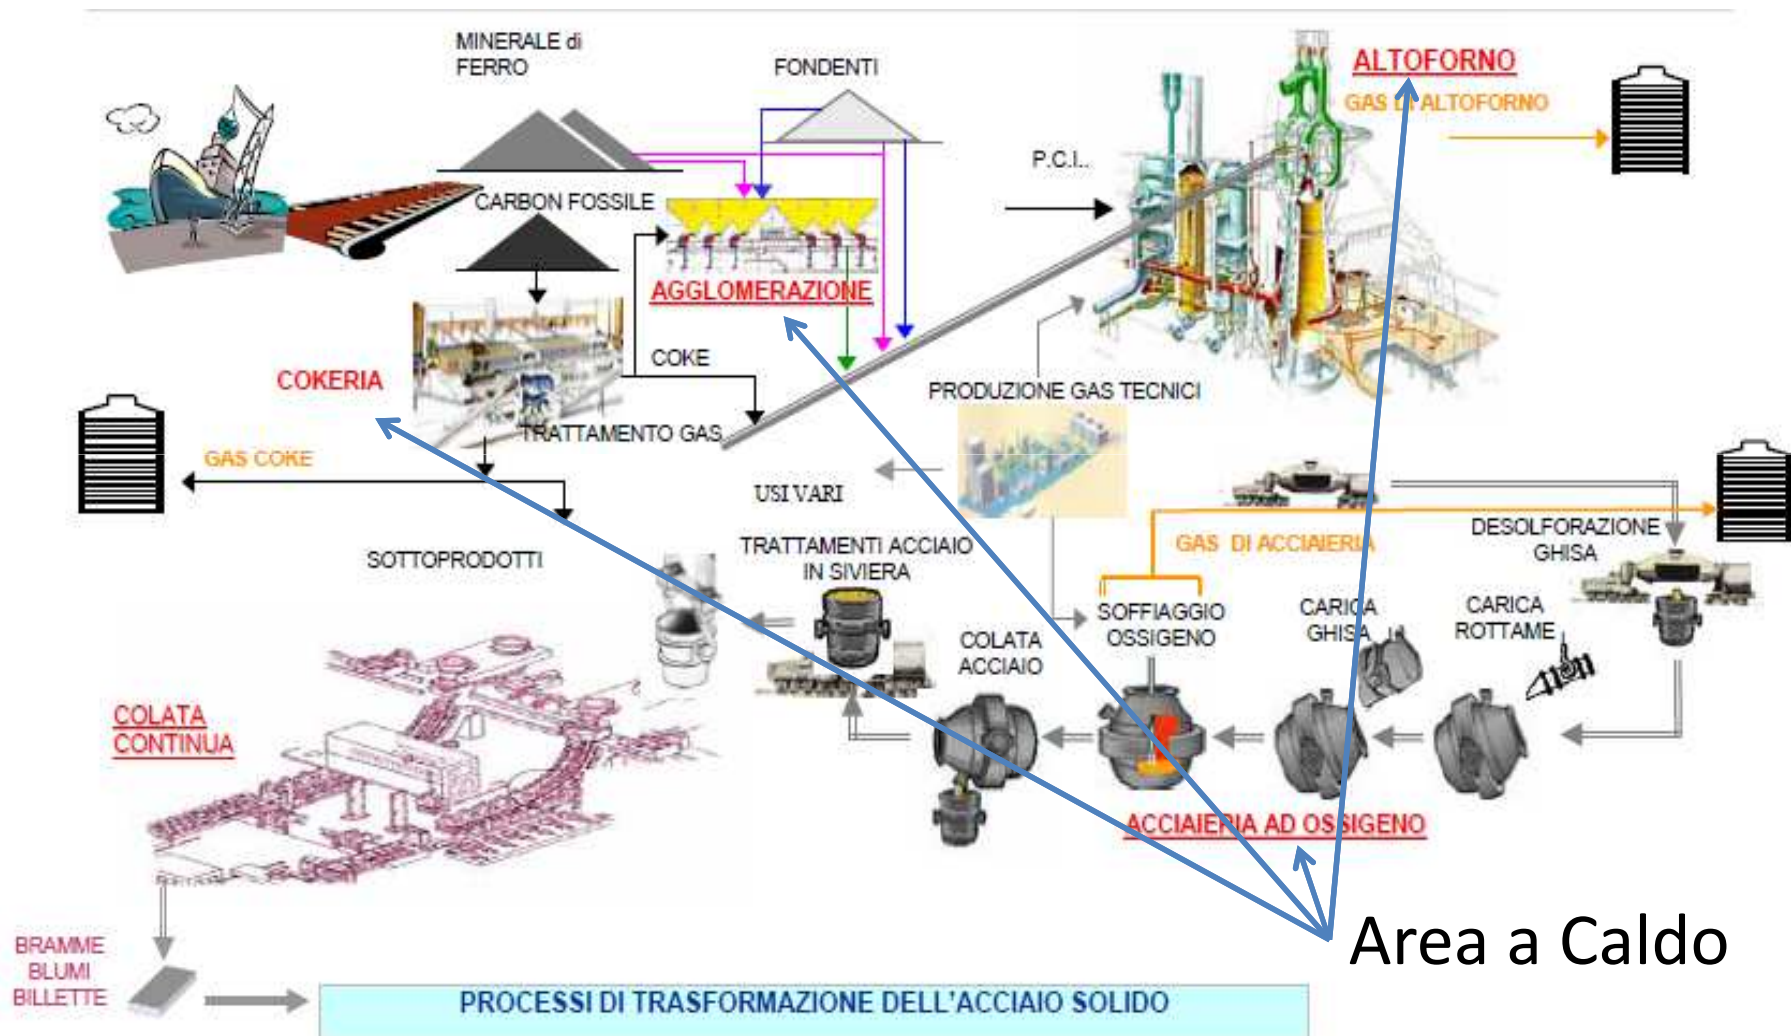 MINERALE di
FERRO
FONDENTI
ALTOFORNO
GAS DI ALTOFORNO
P.C.I..
CARBON FOSSILE
AGGLOMERAZIONE
COKE
COKERIA
PRODUZIONE GAS TECNICI
TRATTAMENTO GAS
GAS COKE
USI VARI
DESOLFORAZIONE
GHISA
GAS DI ACCIAIERIA
TRATTAMENTI ACCIAIO
IN SIVIERA
SOTTOPRODOTTI
SOFFIAGGIO
OSSIGENO
CARICA
GHISA
CARICA
ROTTAME
COLATA
ACCIAIO
COLATA
CONTINUA
ACCIAIERIA AD OSSIGENO
Area a Caldo
BRAMME
BLUMI
BILLETTE
PROCESSI DI TRASFORMAZIONE DELL'ACCIAIO SOLIDO